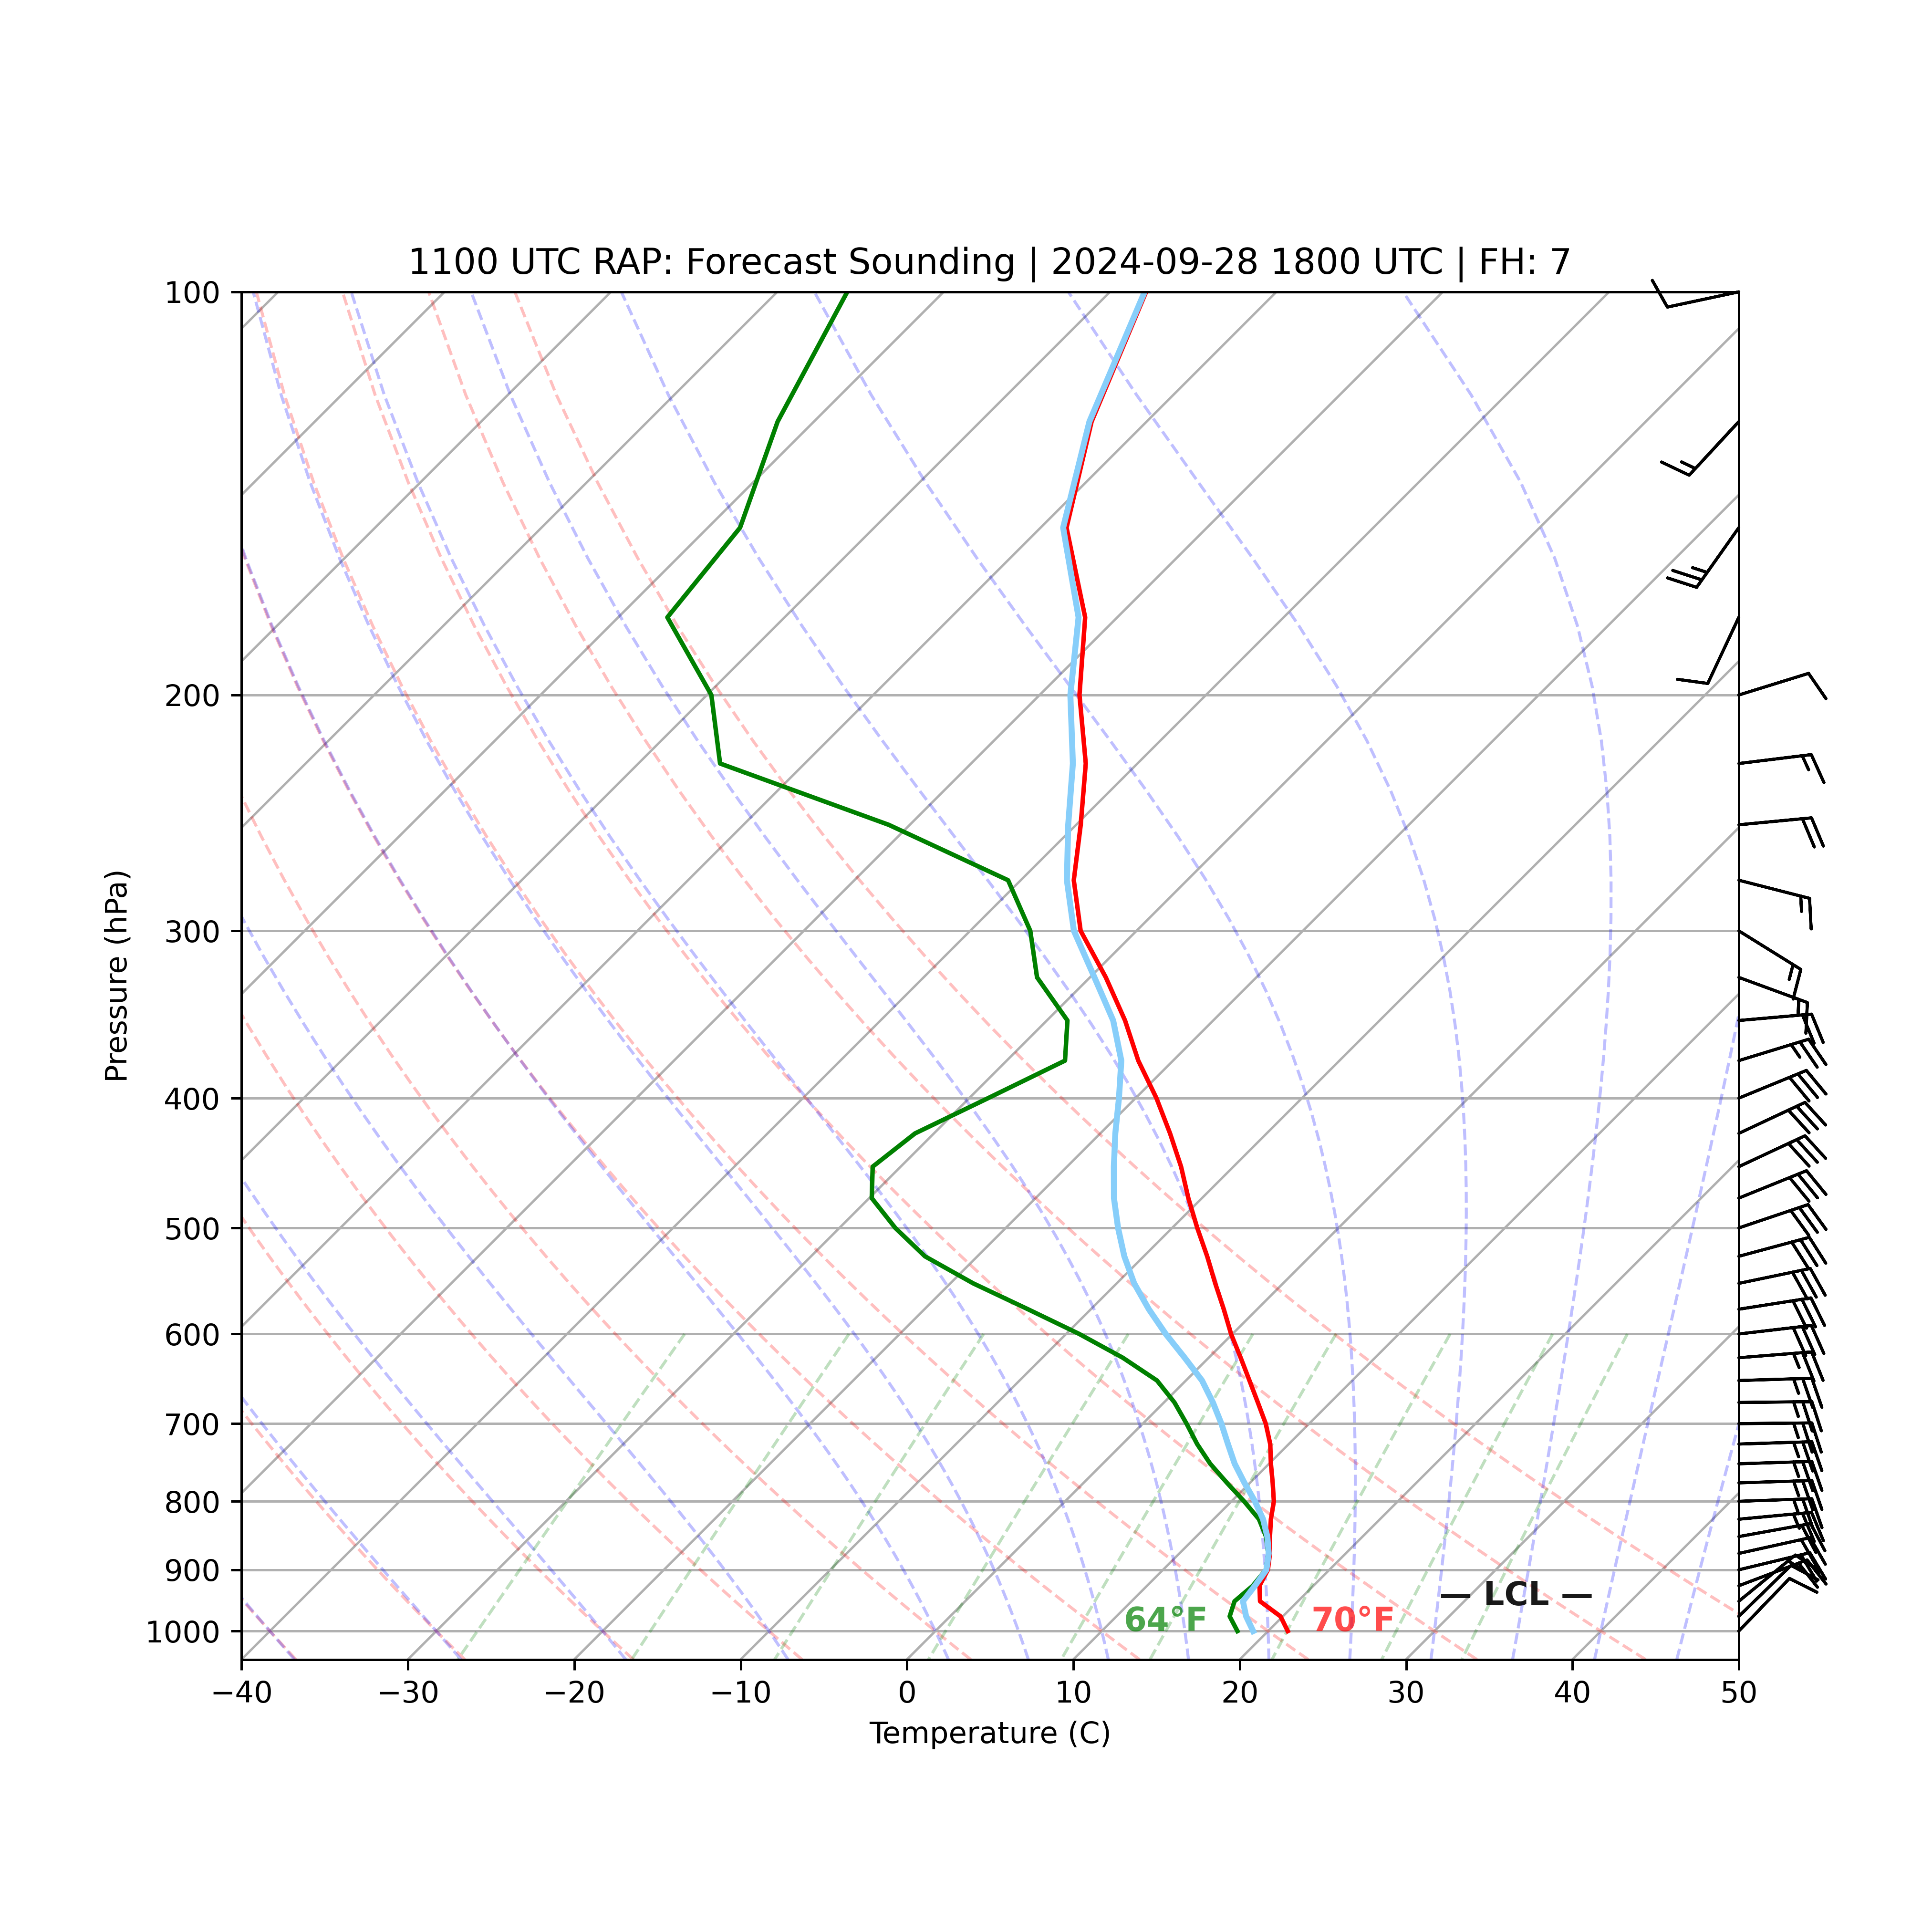 1100 UTC RAP: Forecast Sounding | 2024-09-28 1800 UTC | FH: 7
100
200
300
400
500
600
700
800
900
1000
Pressure (hPa)
— LCL —
64°F 70°F
−40 −30 −20 −10 0 10 20 30 40 50
Temperature (C)